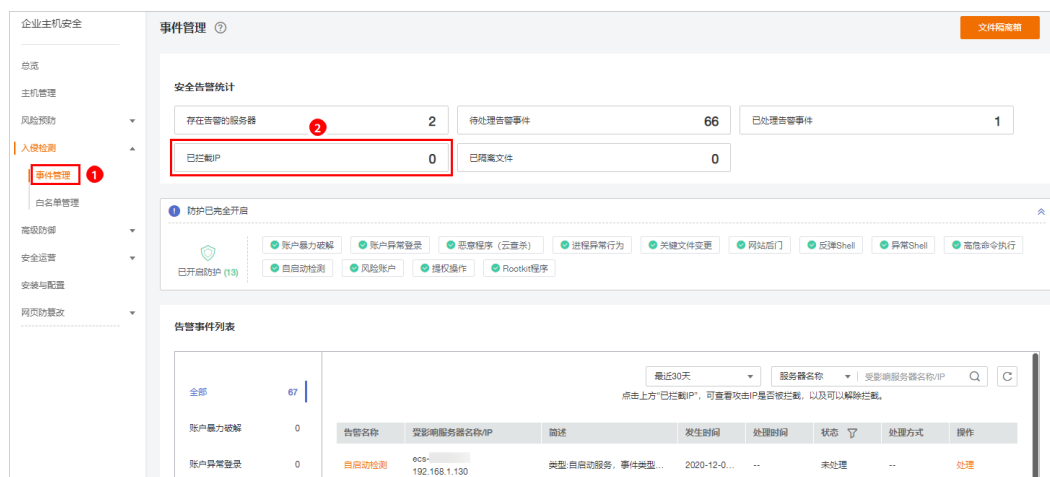 企业主机安全
总览
主机管理
风险预防
入侵检测
事件管理
1
白名单管理
高级防御
安全运营
安装与配置
网页防篡改
事件管理
文件隔离箱
安全告警统计
存在告警的服务器 2
待处理告警事件 66
已处理告警事件 1
2
已拦截IP 0
已隔离文件 0
防护已完全开启
已开启防护 (13)
账户暴力破解 账户异常登录 恶意程序（云查杀） 进程异常行为 关键文件变更 网站后门 反弹Shell 异常Shell 高危命令执行
自启动检测 风险账户 提权操作 Rootkit程序
告警事件列表
全部 67
账户暴力破解 0
账户异常登录 0
最近30天 服务器名称 受影响服务器名称/IP
点击上方“已拦截IP”，可查看攻击IP是否被拦截，以及可以解除拦截。
告警名称 受影响服务器名称/IP 简述 发生时间 处理时间 状态 处理方式 操作
自启动检测 ecs- 192.168.1.130 类型:自启动服务，事件类型... 2020-12-0... -- 未处理 -- 处理